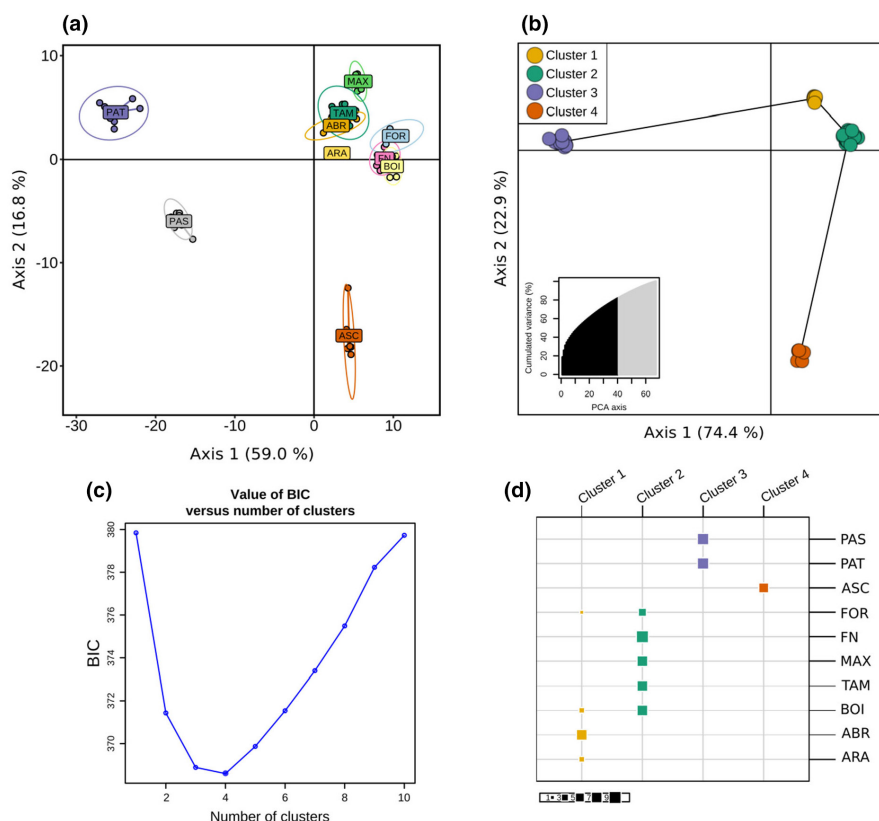 (a)
10
0
-10
-20
-30
-20
-10
0
10
Axis 2 (16.8 %)
Axis 1 (59.0 %)
MAX
PAT
TAM
ABR
FOR
ARA
FN
BOI
PAS
ASC
(b)
Cluster 1
Cluster 2
Cluster 3
Cluster 4
Axis 2 (22.9 %)
Axis 1 (74.4 %)
Cumulated variance (%)
0
20
40
60
80
0
20
40
60
PCA axis
(c)
Value of BIC
versus number of clusters
BIC
380
378
376
374
372
370
2
4
6
8
10
Number of clusters
(d)
Cluster 1
Cluster 2
Cluster 3
Cluster 4
PAS
PAT
ASC
FOR
FN
MAX
TAM
BOI
ABR
ARA
1
3
5
7